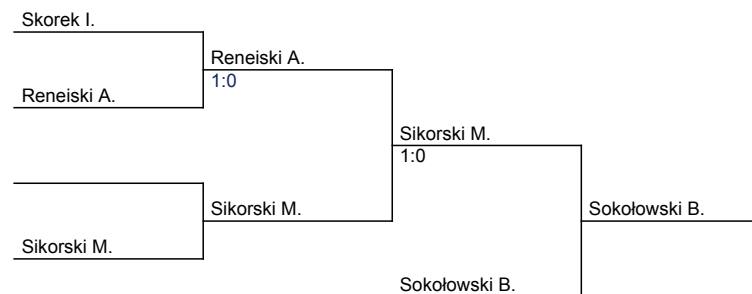 Skorek I.
Reneiski A.
1:0
Reneiski A.
Sikorski M.
1:0
Sikorski M.
Sokołowski B.
Sikorski M.
Sokołowski B.